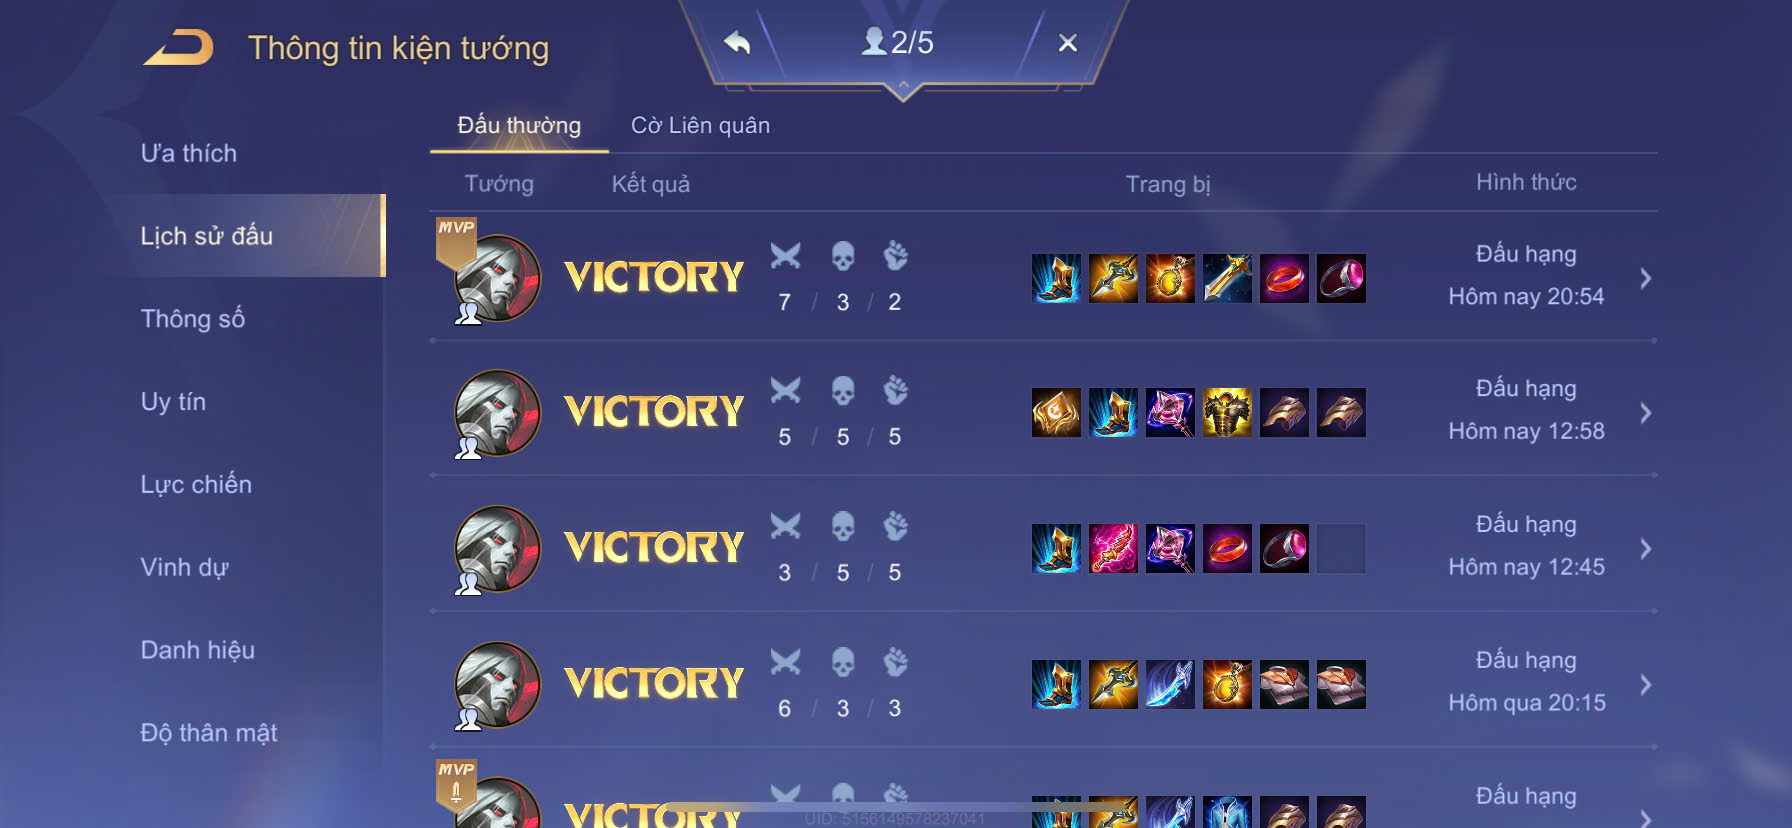 Thông tin kiện tướng
2/5
Ưa thích
Lịch sử đấu
Thông số
Uy tín
Lực chiến
Vinh dự
Danh hiệu
Độ thân mật
Đấu thường
Cờ Liên quân
Tướng
Kết quả
Trang bị
Hình thức
MVP
VICTORY
7 / 3 / 2
Đấu hạng
Hôm nay 20:54
VICTORY
5 / 5 / 5
Đấu hạng
Hôm nay 12:58
VICTORY
3 / 5 / 5
Đấu hạng
Hôm nay 12:45
VICTORY
6 / 3 / 3
Đấu hạng
Hôm qua 20:15
MVP
VICTORY
Đấu hạng
UID: 5156149578237041